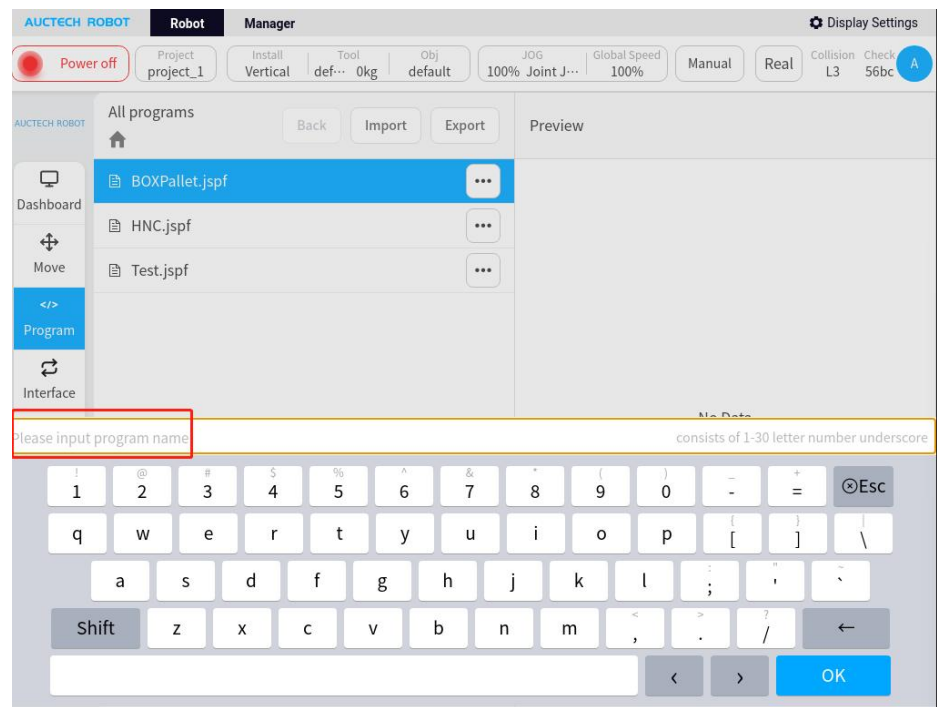 AUCTECH ROBOT Robot Manager Display Settings
Power off Project project_1 Install Vertical Tool def··· 0kg Obj default JOG 100% Joint J··· Global Speed 100% Manual Real Collision L3 Check 56bc A
AUCTECH ROBOT
All programs Back Import Export Preview
Dashboard
Move
</>
Program
Interface
BOXPallet.jspf •••
HNC.jspf •••
Test.jspf •••
Please input program name consists of 1-30 letter number underscore
! @ # $ % ^ & * ( ) _ +
1 2 3 4 5 6 7 8 9 0 - = Esc
{ } |
q w e r t y u i o p [ ] \
: " ~
a s d f g h j k l ; ' `
< > ?
Shift z x c v b n m , . / ←
‹ › OK